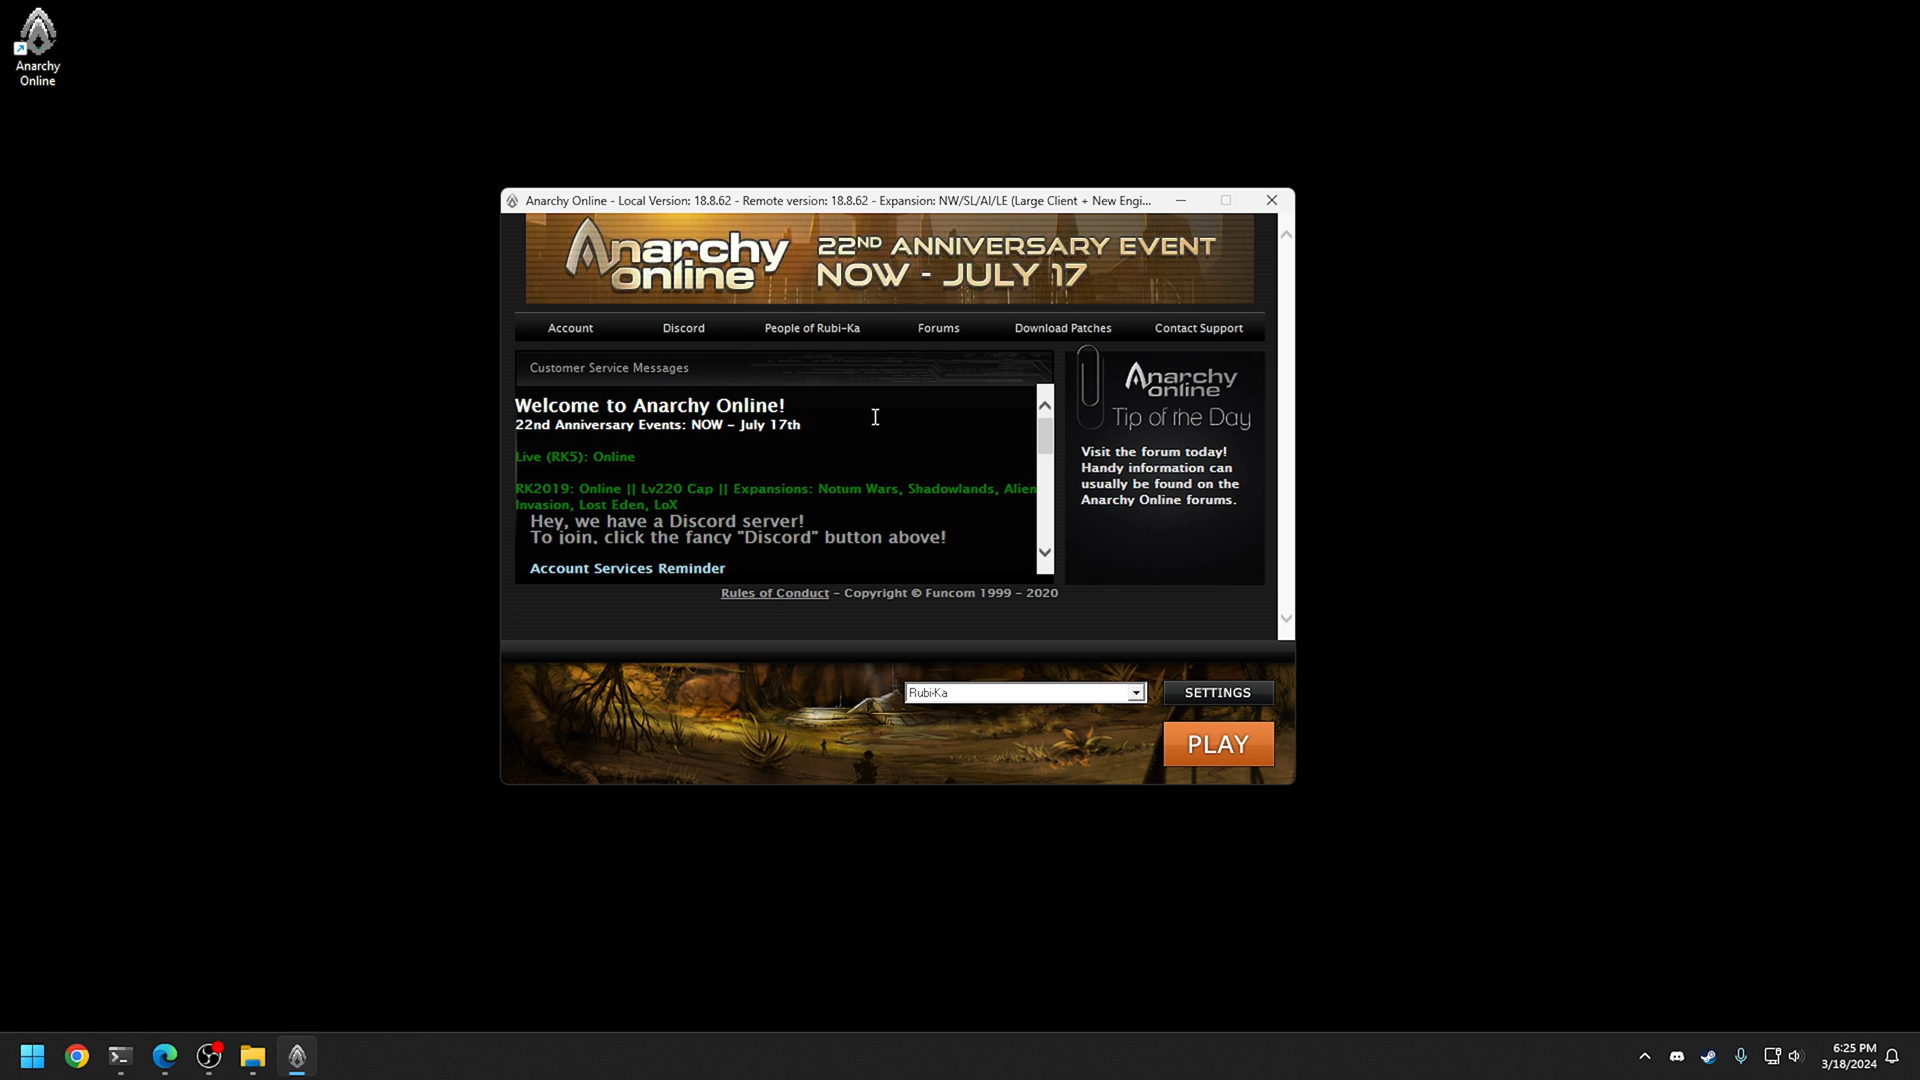 Anarchy
Online
Anarchy Online - Local Version: 18.8.62 - Remote version: 18.8.62 - Expansion: NW/SL/AI/LE (Large Client + New Engi...
Anarchy online
22ND ANNIVERSARY EVENT
NOW - JULY 17
Account Discord People of Rubi-Ka Forums Download Patches Contact Support
Customer Service Messages
Welcome to Anarchy Online!
22nd Anniversary Events: NOW - July 17th
Live (RK5): Online
RK2019: Online || Lv220 Cap || Expansions: Notum Wars, Shadowlands, Alien
Invasion, Lost Eden, LoX
Hey, we have a Discord server!
To join, click the fancy "Discord" button above!
Account Services Reminder
Anarchy online
Tip of the Day
Visit the forum today!
Handy information can
usually be found on the
Anarchy Online forums.
Rules of Conduct - Copyright © Funcom 1999 - 2020
Rubi-Ka
SETTINGS
PLAY
6:25 PM
3/18/2024